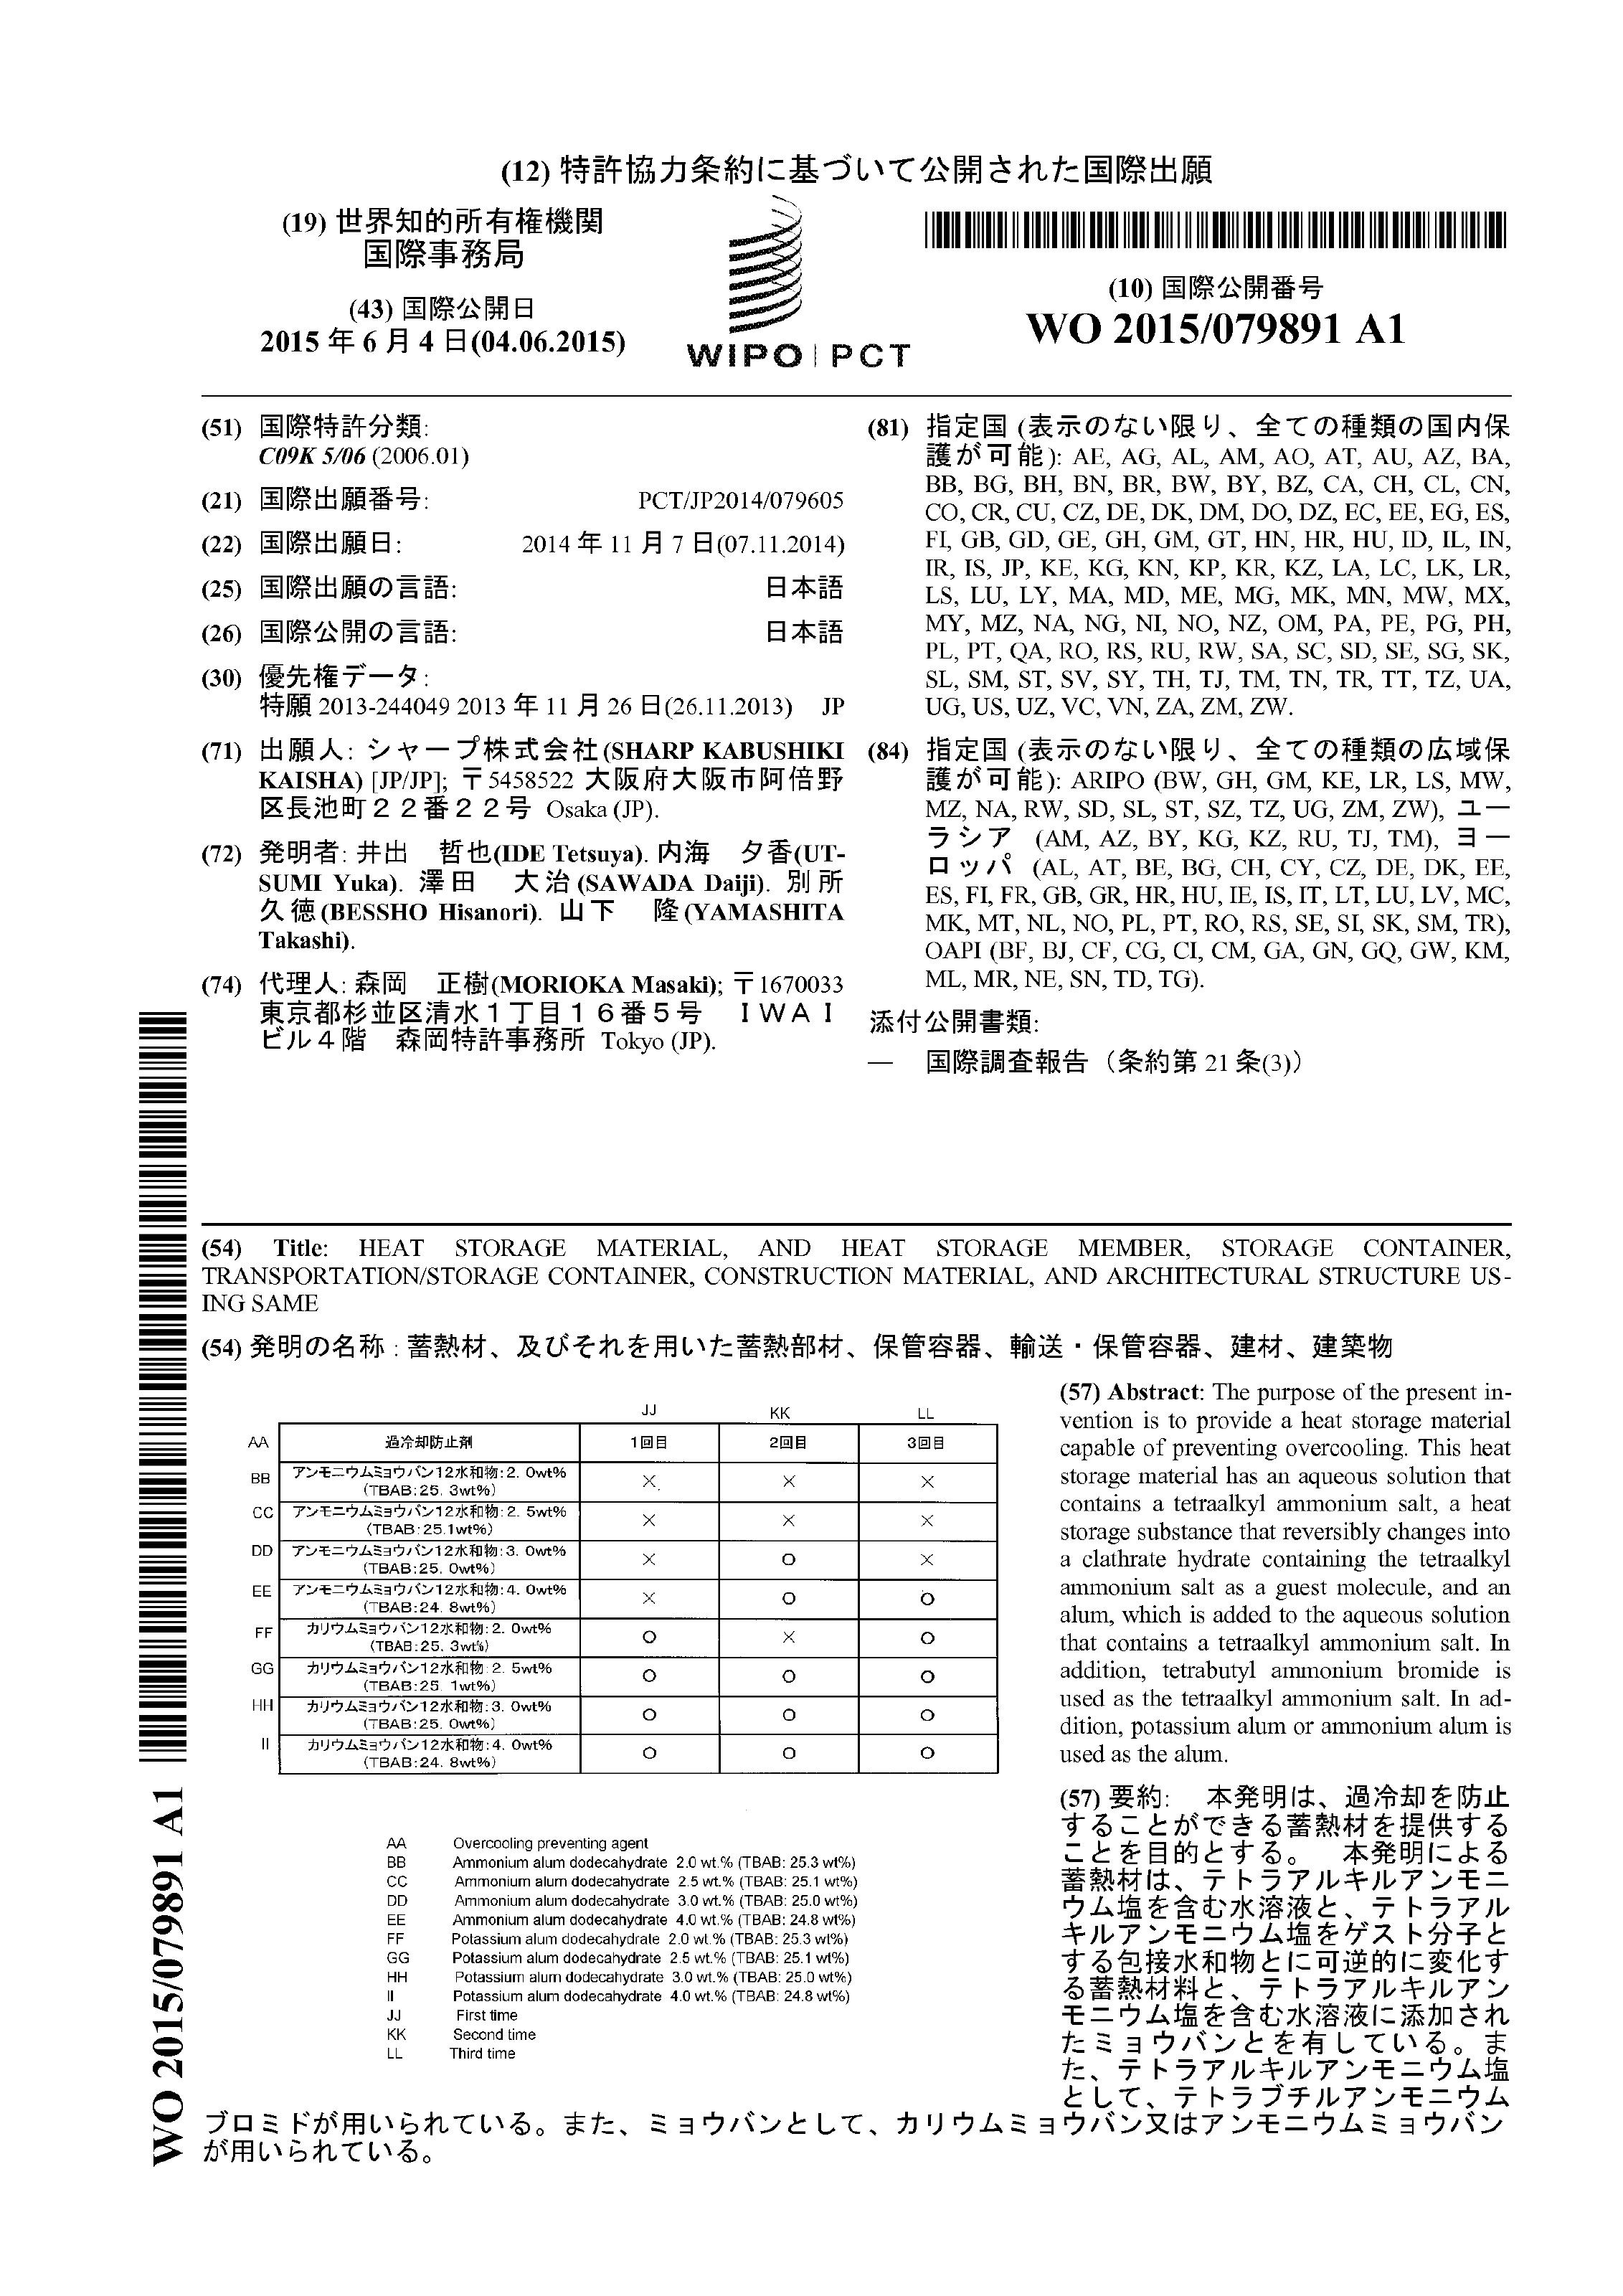 (12) 特許協力条約に基づいて公開された国際出願
(19) 世界知的所有権機関
国際事務局
(43) 国際公開日
2015 年 6 月 4 日(04.06.2015)
WIPO | PCT
(10) 国際公開番号
WO 2015/079891 A1
(51) 国際特許分類:
C09K 5/06 (2006.01)
(21) 国際出願番号: PCT/JP2014/079605
(22) 国際出願日: 2014 年 11 月 7 日(07.11.2014)
(25) 国際出願の言語: 日本語
(26) 国際公開の言語: 日本語
(30) 優先権データ:
特願 2013-244049 2013 年 11 月 26 日(26.11.2013) JP
(71) 出願人: シャープ株式会社(SHARP KABUSHIKI
KAISHA) [JP/JP]; 〒5458522 大阪府大阪市阿倍野
区長池町２２番２２号 Osaka (JP).
(72) 発明者: 井出 哲也(IDE Tetsuya). 内海 夕香(UT-
SUMI Yuka). 澤田 大治(SAWADA Daiji). 別所
久徳(BESSHO Hisanori). 山下 隆(YAMASHITA
Takashi).
(74) 代理人: 森岡 正樹(MORIOKA Masaki); 〒1670033
東京都杉並区清水１丁目１６番５号 ＩＷＡＩ
ビル４階 森岡特許事務所 Tokyo (JP).
(81) 指定国 (表示のない限り、全ての種類の国内保
護が可能): AE, AG, AL, AM, AO, AT, AU, AZ, BA,
BB, BG, BH, BN, BR, BW, BY, BZ, CA, CH, CL, CN,
CO, CR, CU, CZ, DE, DK, DM, DO, DZ, EC, EE, EG, ES,
FI, GB, GD, GE, GH, GM, GT, HN, HR, HU, ID, IL, IN,
IR, IS, JP, KE, KG, KN, KP, KR, KZ, LA, LC, LK, LR,
LS, LU, LY, MA, MD, ME, MG, MK, MN, MW, MX,
MY, MZ, NA, NG, NI, NO, NZ, OM, PA, PE, PG, PH,
PL, PT, QA, RO, RS, RU, RW, SA, SC, SD, SE, SG, SK,
SL, SM, ST, SV, SY, TH, TJ, TM, TN, TR, TT, TZ, UA,
UG, US, UZ, VC, VN, ZA, ZM, ZW.
(84) 指定国 (表示のない限り、全ての種類の広域保
護が可能): ARIPO (BW, GH, GM, KE, LR, LS, MW,
MZ, NA, RW, SD, SL, ST, SZ, TZ, UG, ZM, ZW), ユー
ラシア (AM, AZ, BY, KG, KZ, RU, TJ, TM), ヨー
ロッパ (AL, AT, BE, BG, CH, CY, CZ, DE, DK, EE,
ES, FI, FR, GB, GR, HR, HU, IE, IS, IT, LT, LU, LV, MC,
MK, MT, NL, NO, PL, PT, RO, RS, SE, SI, SK, SM, TR),
OAPI (BF, BJ, CF, CG, CI, CM, GA, GN, GQ, GW, KM,
ML, MR, NE, SN, TD, TG).
添付公開書類:
— 国際調査報告 (条約第 21 条(3))
(54) Title: HEAT STORAGE MATERIAL, AND HEAT STORAGE MEMBER, STORAGE CONTAINER,
TRANSPORTATION/STORAGE CONTAINER, CONSTRUCTION MATERIAL, AND ARCHITECTURAL STRUCTURE US-
ING SAME
(54) 発明の名称 : 蓄熱材、及びそれを用いた蓄熱部材、保管容器、輸送・保管容器、建材、建築物
JJ KK LL
AA 過冷却防止剤 1回目 2回目 3回目
BB アンモニウムミョウバン12水和物:2. 0wt% × × ×
(TBAB:25. 3wt%)
CC アンモニウムミョウバン12水和物:2. 5wt% × × ×
(TBAB:25.1wt%)
DD アンモニウムミョウバン12水和物:3. 0wt% × ○ ×
(TBAB:25. 0wt%)
EE アンモニウムミョウバン12水和物:4. 0wt% × ○ ○
(TBAB:24. 8wt%)
FF カリウムミョウバン12水和物:2. 0wt% ○ × ○
(TBAB:25. 3wt%)
GG カリウムミョウバン12水和物:2. 5wt% ○ ○ ○
(TBAB:25. 1wt%)
HH カリウムミョウバン12水和物:3. 0wt% ○ ○ ○
(TBAB:25. 0wt%)
II カリウムミョウバン12水和物:4. 0wt% ○ ○ ○
(TBAB:24. 8wt%)
AA Overcooling preventing agent
BB Ammonium alum dodecahydrate 2.0 wt.% (TBAB: 25.3 wt%)
CC Ammonium alum dodecahydrate 2.5 wt.% (TBAB: 25.1 wt%)
DD Ammonium alum dodecahydrate 3.0 wt.% (TBAB: 25.0 wt%)
EE Ammonium alum dodecahydrate 4.0 wt.% (TBAB: 24.8 wt%)
FF Potassium alum dodecahydrate 2.0 wt.% (TBAB: 25.3 wt%)
GG Potassium alum dodecahydrate 2.5 wt.% (TBAB: 25.1 wt%)
HH Potassium alum dodecahydrate 3.0 wt.% (TBAB: 25.0 wt%)
II Potassium alum dodecahydrate 4.0 wt.% (TBAB: 24.8 wt%)
JJ First time
KK Second time
LL Third time
(57) Abstract: The purpose of the present in-
vention is to provide a heat storage material
capable of preventing overcooling. This heat
storage material has an aqueous solution that
contains a tetraalkyl ammonium salt, a heat
storage substance that reversibly changes into
a clathrate hydrate containing the tetraalkyl
ammonium salt as a guest molecule, and an
alum, which is added to the aqueous solution
that contains a tetraalkyl ammonium salt. In
addition, tetrabutyl ammonium bromide is
used as the tetraalkyl ammonium salt. In ad-
dition, potassium alum or ammonium alum is
used as the alum.
(57) 要約: 本発明は、過冷却を防止
することができる蓄熱材を提供する
ことを目的とする。 本発明による
蓄熱材は、テトラアルキルアンモニ
ウム塩を含む水溶液と、テトラアル
キルアンモニウム塩をゲスト分子と
する包接水和物とに可逆的に変化す
る蓄熱材料と、テトラアルキルアン
モニウム塩を含む水溶液に添加され
たミョウバンとを有している。ま
た、テトラアルキルアンモニウム塩
として、テトラブチルアンモニウム
ブロミドが用いられている。また、ミョウバンとして、カリウムミョウバン又はアンモニウムミョウバン
が用いられている。
WO 2015/079891 A1